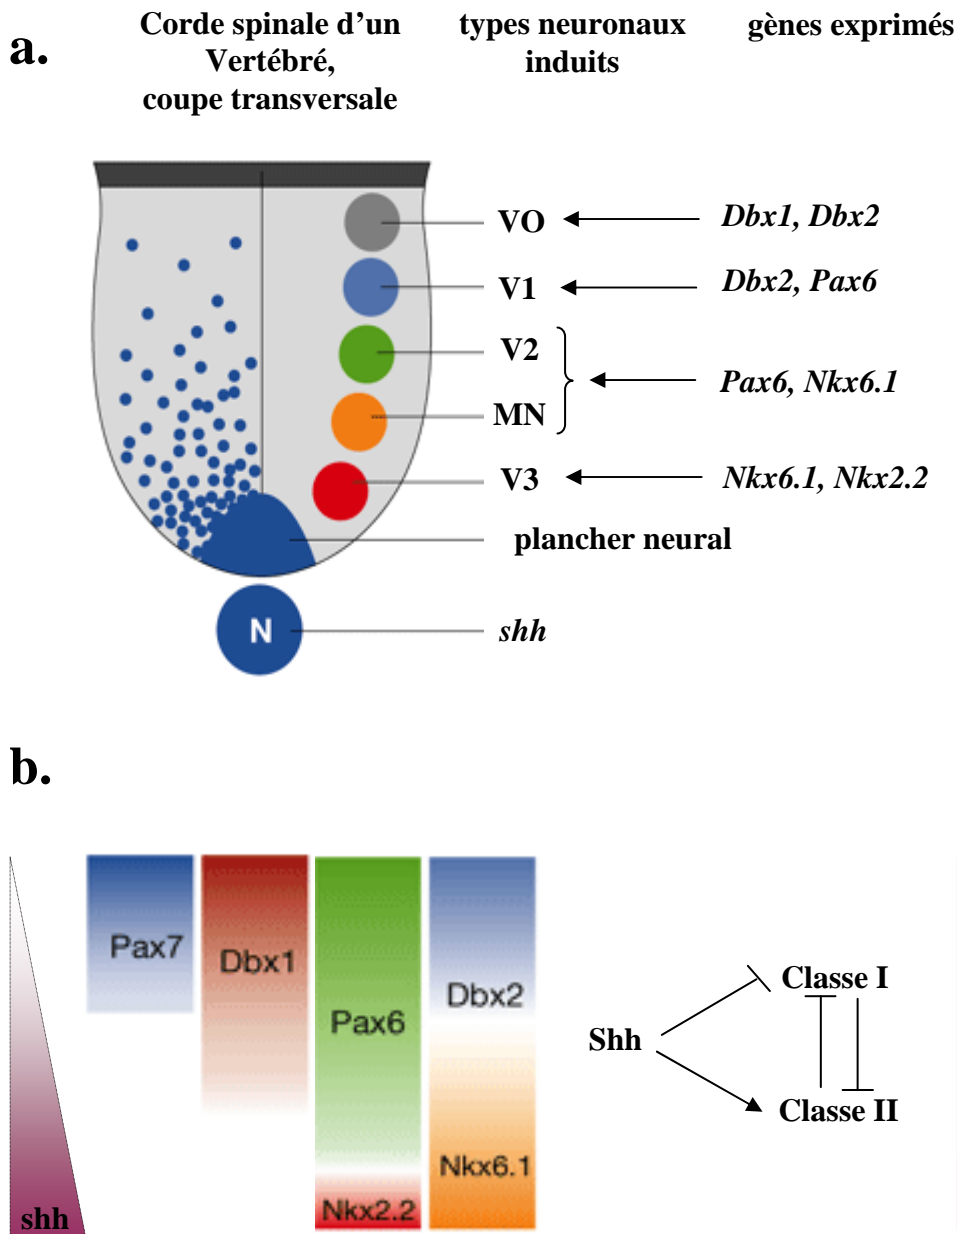 a.
Corde spinale d'un
Vertébré,
coupe transversale
types neuronaux
induits
gènes exprimés
VO
Dbx1, Dbx2
V1
Dbx2, Pax6
V2
MN
Pax6, Nkx6.1
V3
Nkx6.1, Nkx2.2
plancher neural
N
shh
b.
Pax7
Dbx1
Pax6
Dbx2
Nkx2.2
Nkx6.1
shh
Shh
Classe I
Classe II